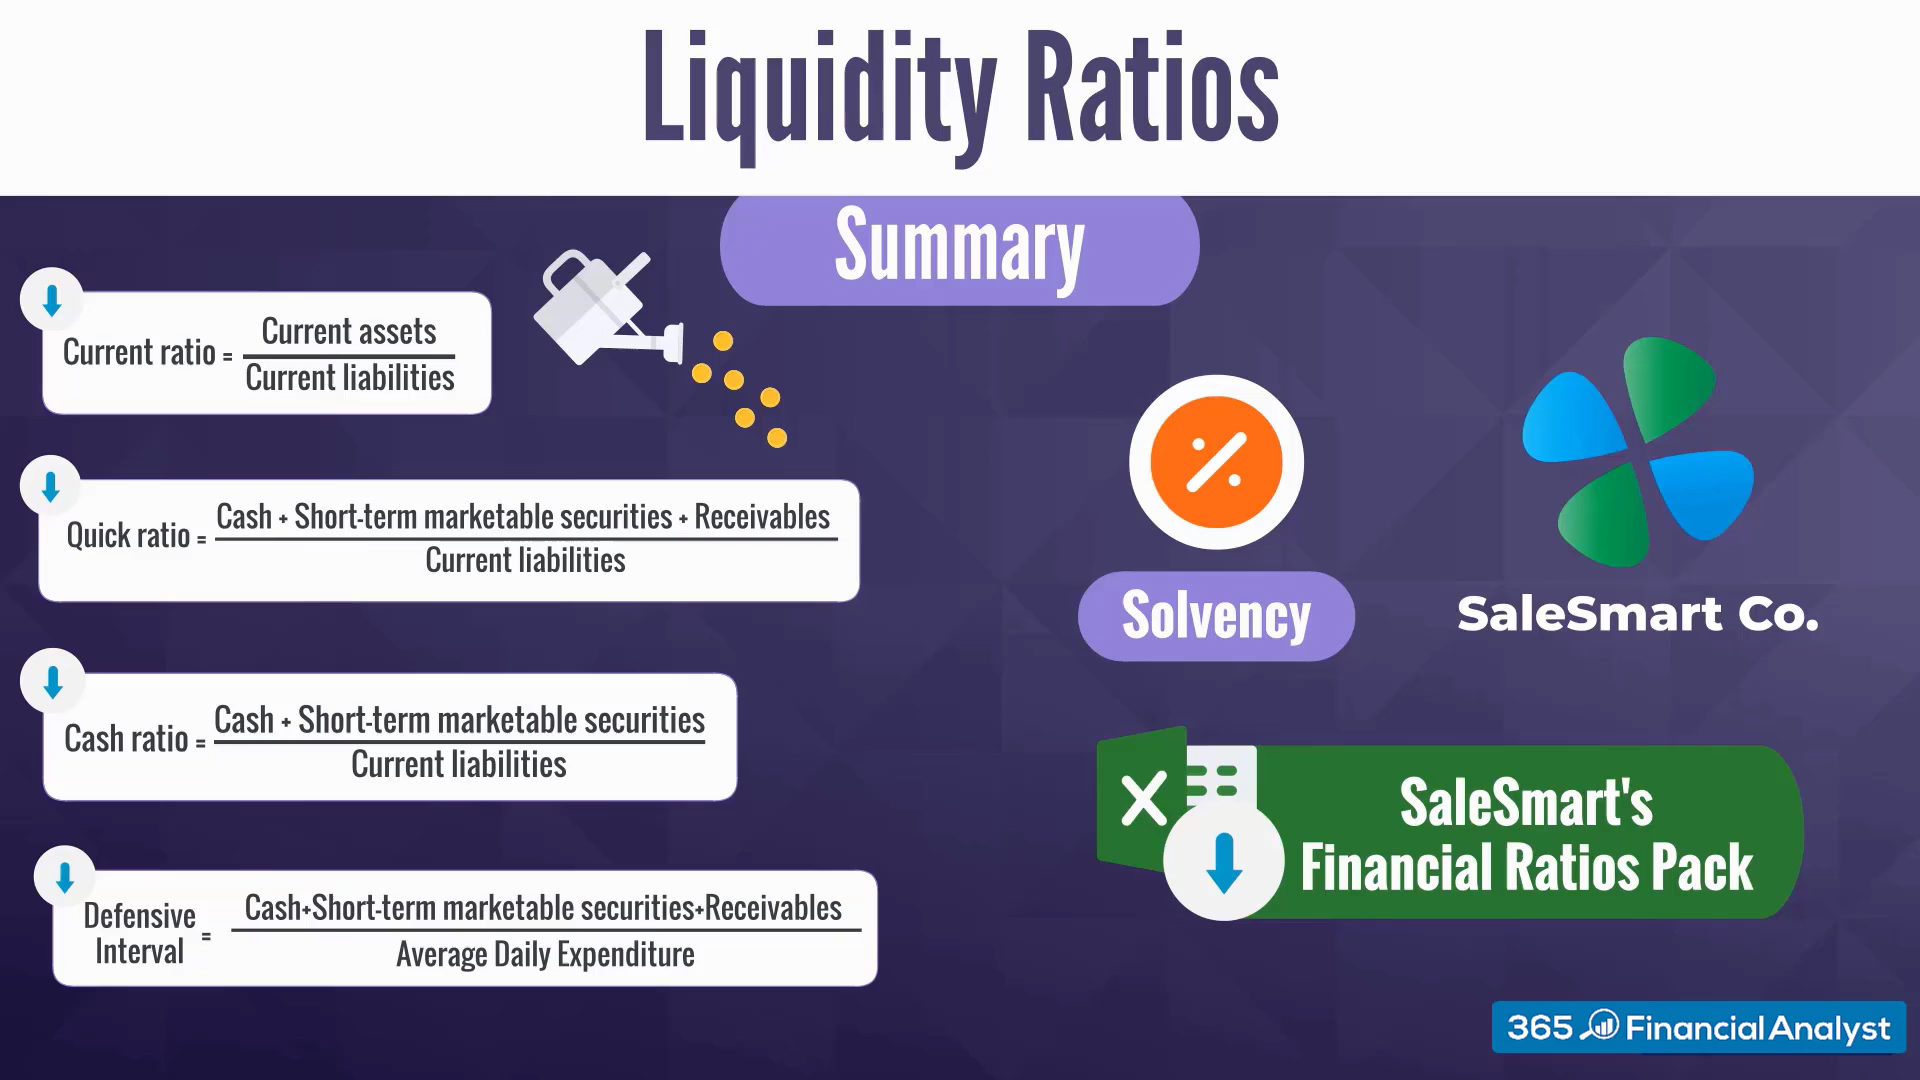 Liquidity Ratios
Summary
Current ratio =
Current assets
Current liabilities
Quick ratio =
Cash + Short-term marketable securities + Receivables
Current liabilities
Cash ratio =
Cash + Short-term marketable securities
Current liabilities
Defensive
Interval =
Cash+Short-term marketable securities+Receivables
Average Daily Expenditure
%
Solvency
SaleSmart Co.
X
SaleSmart's
Financial Ratios Pack
365 Financial Analyst